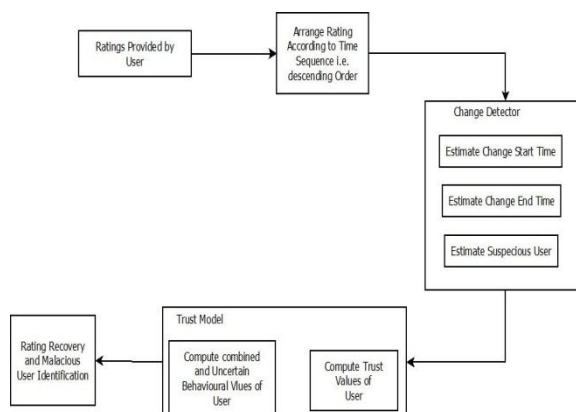 Ratings Provided by
User
Arrange Rating
According to Time
Sequence i.e.
descending Order
Change Detector
Estimate Change Start Time
Estimate Change End Time
Estimate Suspecious User
Trust Model
Compute Trust
Values of
User
Compute combined
and Uncertain
Behavioural Vlues of
User
Rating Recovery
and Malacious
User Identification